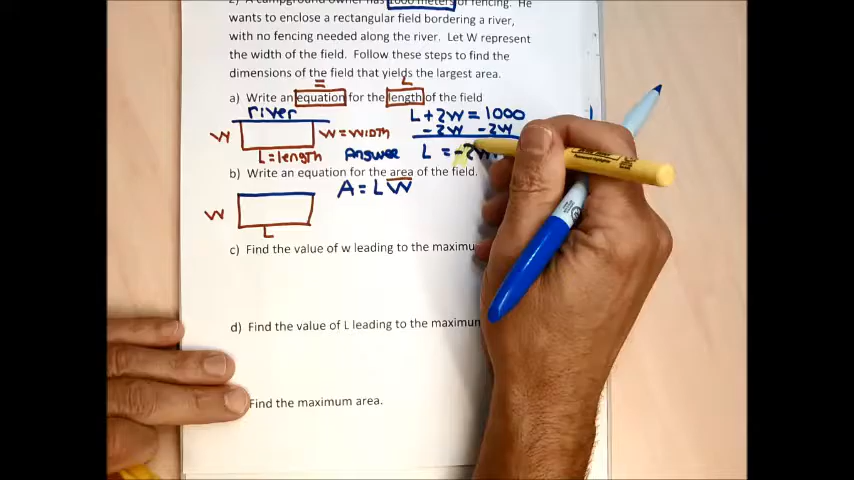 2) A campground owner has 1000 meters of fencing. He
wants to enclose a rectangular field bordering a river,
with no fencing needed along the river. Let W represent
the width of the field. Follow these steps to find the
dimensions of the field that yields the largest area.
= L
a) Write an equation for the length of the field
river L + 2W = 1000
W W = WIDTH -2W -2W
L = length Answer L = -2W
b) Write an equation for the area of the field.
A = LW
W
L
c) Find the value of w leading to the maximu
d) Find the value of L leading to the maximum
Find the maximum area.